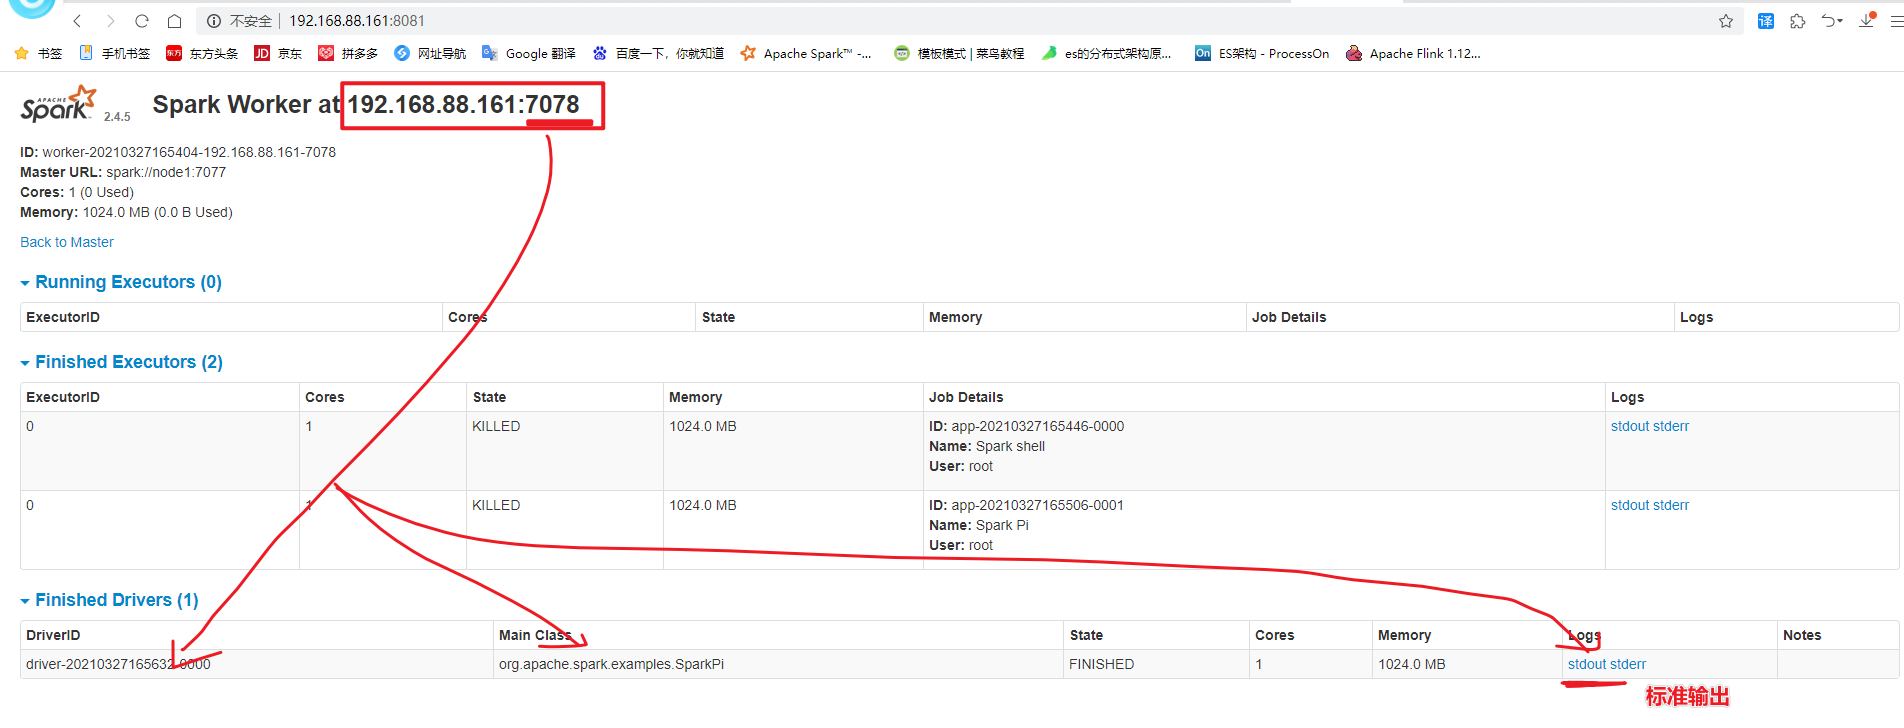 不安全 192.168.88.161:8081
书签 手机书签 东方 东方头条 JD 京东 拼多多 网址导航 Google 翻译 百度一下，你就知道 Apache Spark™ -... 模板模式 | 菜鸟教程 es的分布式架构原... On ES架构 - ProcessOn Apache Flink 1.12...
译
APACHE Spark 2.4.5 Spark Worker at 192.168.88.161:7078
ID: worker-20210327165404-192.168.88.161-7078
Master URL: spark://node1:7077
Cores: 1 (0 Used)
Memory: 1024.0 MB (0.0 B Used)
Back to Master
Running Executors (0)
ExecutorID Cores State Memory Job Details Logs
Finished Executors (2)
ExecutorID Cores State Memory Job Details Logs
0 1 KILLED 1024.0 MB ID: app-20210327165446-0000 stdout stderr
Name: Spark shell
User: root
0 1 KILLED 1024.0 MB ID: app-20210327165506-0001 stdout stderr
Name: Spark Pi
User: root
Finished Drivers (1)
DriverID Main Class State Cores Memory Logs Notes
driver-20210327165632-0000 org.apache.spark.examples.SparkPi FINISHED 1 1024.0 MB stdout stderr
标准输出